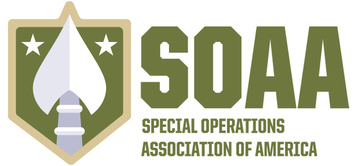 SOAA
SPECIAL OPERATIONS
ASSOCIATION OF AMERICA